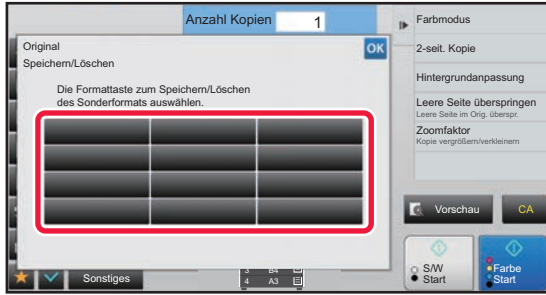 Anzahl Kopien 1
Original
OK
Speichern/Löschen
Die Formattaste zum Speichern/Löschen
des Sonderformats auswählen.
Farbmodus
2-seit. Kopie
Hintergrundanpassung
Leere Seite überspringen
Leere Seite im Orig. überspr.
Zoomfaktor
Kopie vergrößern/verkleinern
Vorschau
CA
S/W
Start
Farbe
Start
Sonstiges
3 B4
4 A3